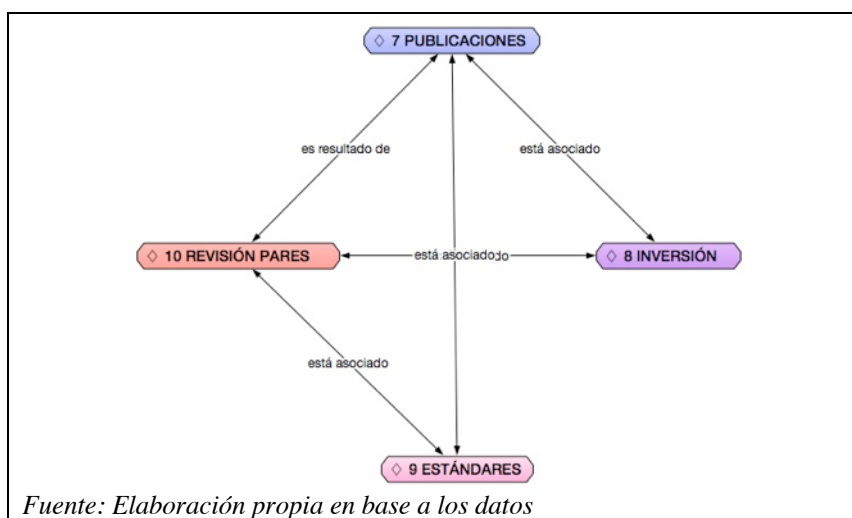 ◇ 7 PUBLICACIONES
es resultado de
está asociado
◇ 10 REVISIÓN PARES
está asociado
◇ 8 INVERSIÓN
está asociado
◇ 9 ESTÁNDARES
Fuente: Elaboración propia en base a los datos